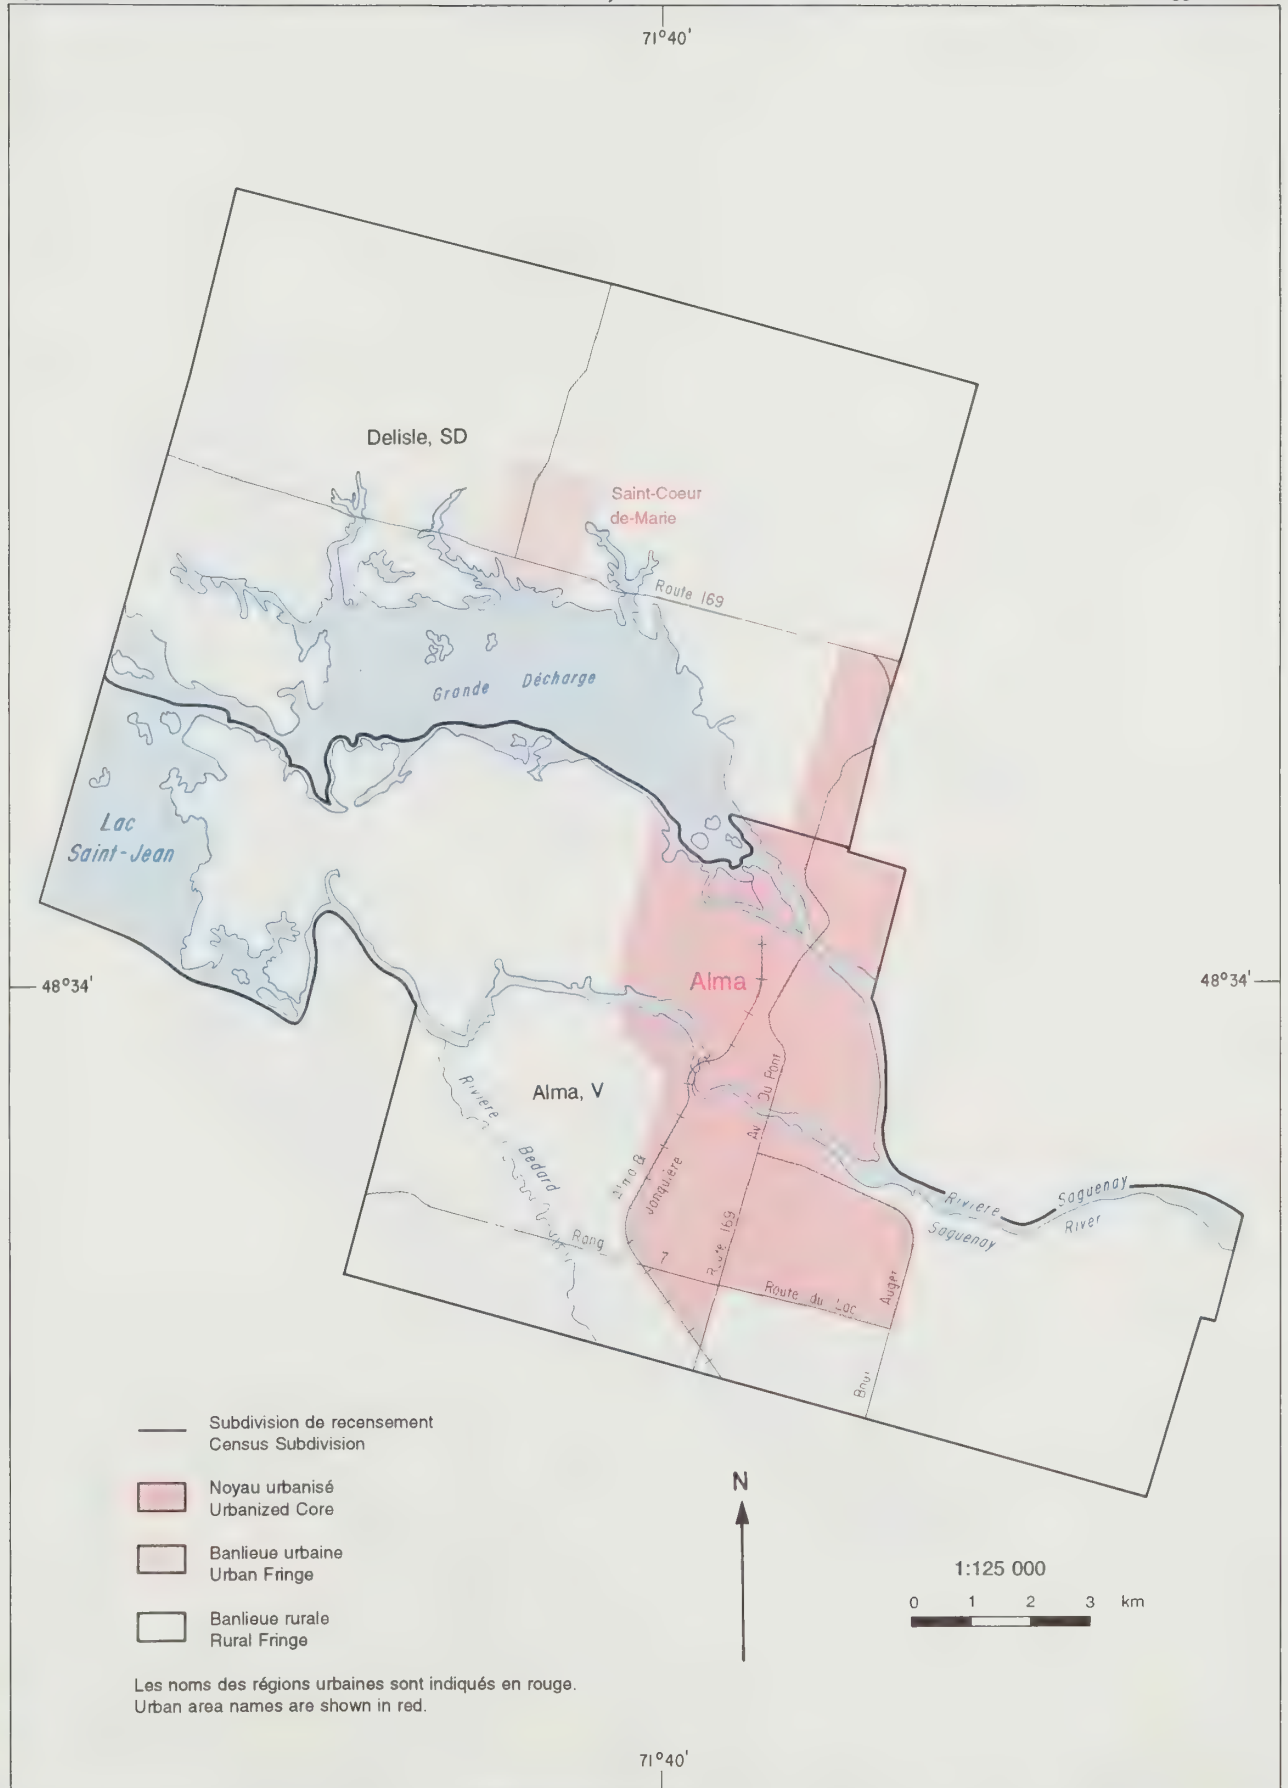 71°40'
Delisle, SD
Saint-Coeur
de-Marie
Route 169
Grande Décharge
Lac
Saint-Jean
48°34'
Alma
48°34'
Av Du Pont
Rivière
Bédard
Alma, V
Jonquière
Rivière Saguenay
Saguenay River
Rang 7
Route 169
Route du Lac
Auger
Boul
Subdivision de recensement
Census Subdivision
Noyau urbanisé
Urbanized Core
Banlieue urbaine
Urban Fringe
Banlieue rurale
Rural Fringe
N
1:125 000
0 1 2 3 km
Les noms des régions urbaines sont indiqués en rouge.
Urban area names are shown in red.
71°40'